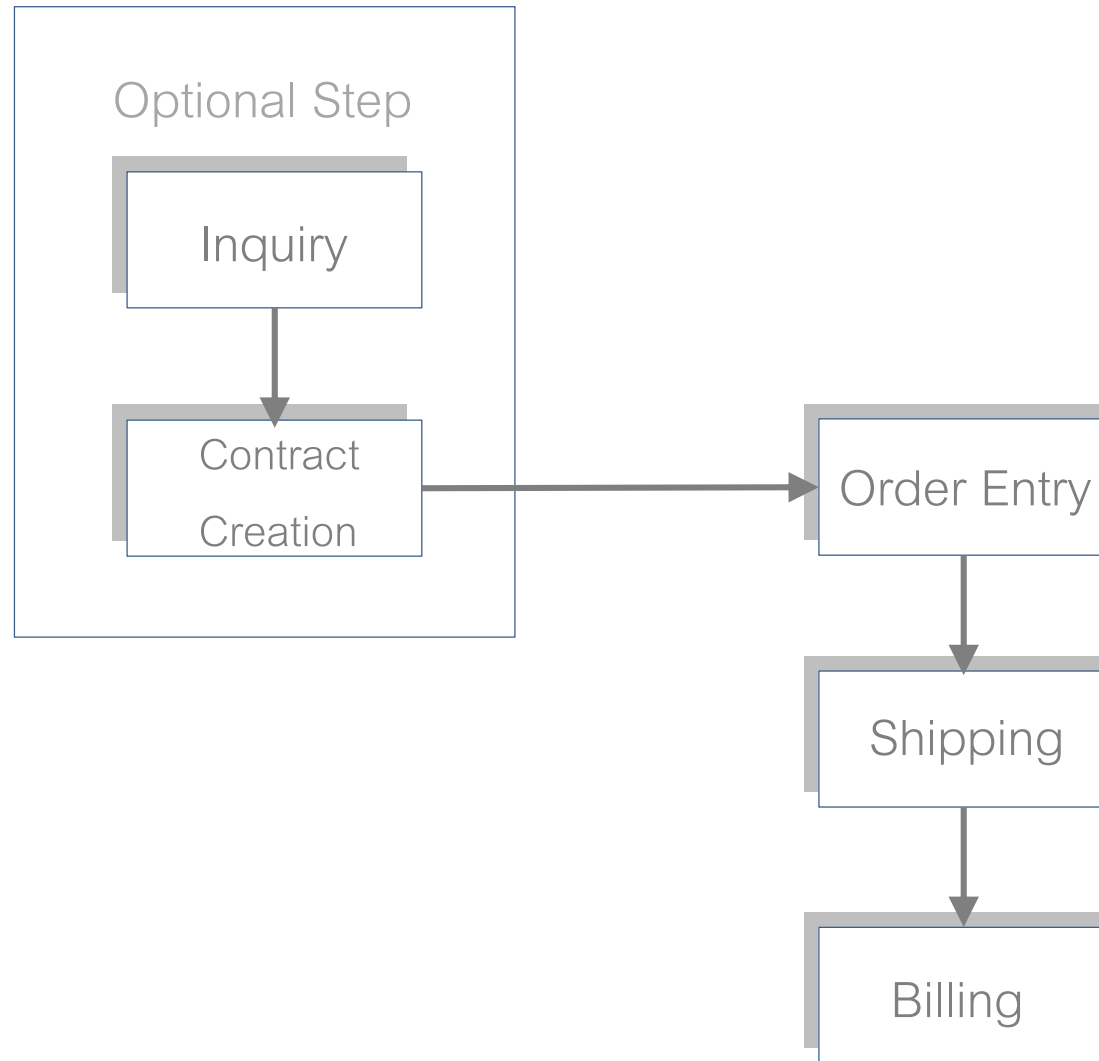 Optional Step
Inquiry
Contract
Creation
Order Entry
Shipping
Billing